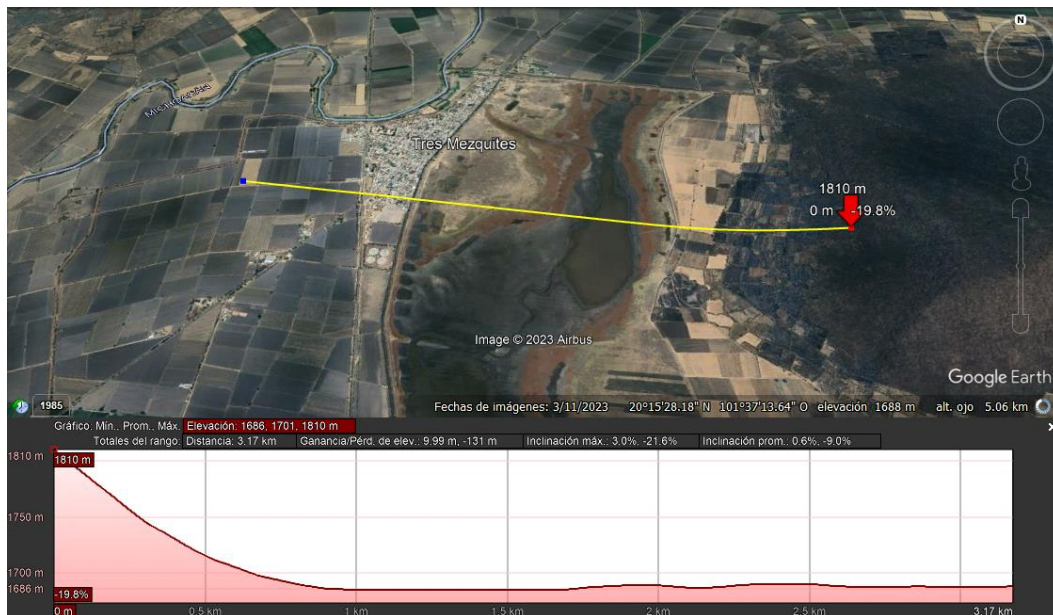 N
MICHOACÁN
Tres Mezquites
1810 m
0 m -19.8%
Image © 2023 Airbus
Google Earth
1985
Fechas de imágenes: 3/11/2023 20°15'28.18" N 101°37'13.64" O elevación 1688 m alt. ojo 5.06 km
Gráfico: Mín., Prom., Máx. Elevación: 1686, 1701, 1810 m
Totales del rango: Distancia: 3.17 km Ganancia/Pérd. de elev.: 9.99 m, -131 m Inclinación máx.: 3.0%, -21.6% Inclinación prom.: 0.6%, -9.0%
1810 m
1810 m
1750 m
1700 m
1686 m
-19.8%
0 m 0.5 km 1 km 1.5 km 2 km 2.5 km 3.17 km